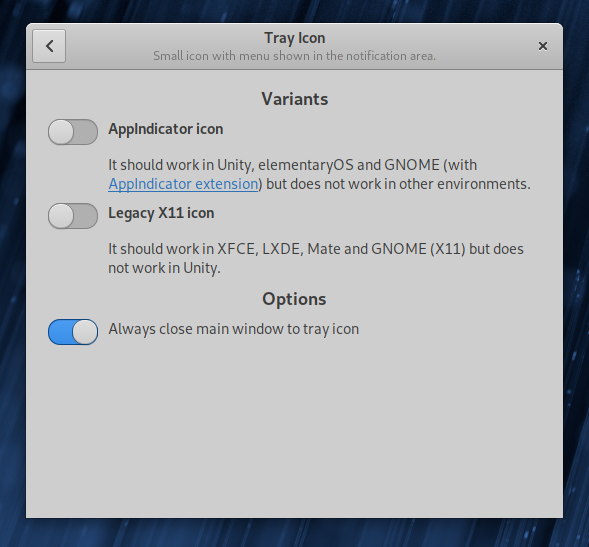 Tray Icon
Small icon with menu shown in the notification area.
Variants
AppIndicator icon
It should work in Unity, elementaryOS and GNOME (with
AppIndicator extension) but does not work in other environments.
Legacy X11 icon
It should work in XFCE, LXDE, Mate and GNOME (X11) but does
not work in Unity.
Options
Always close main window to tray icon